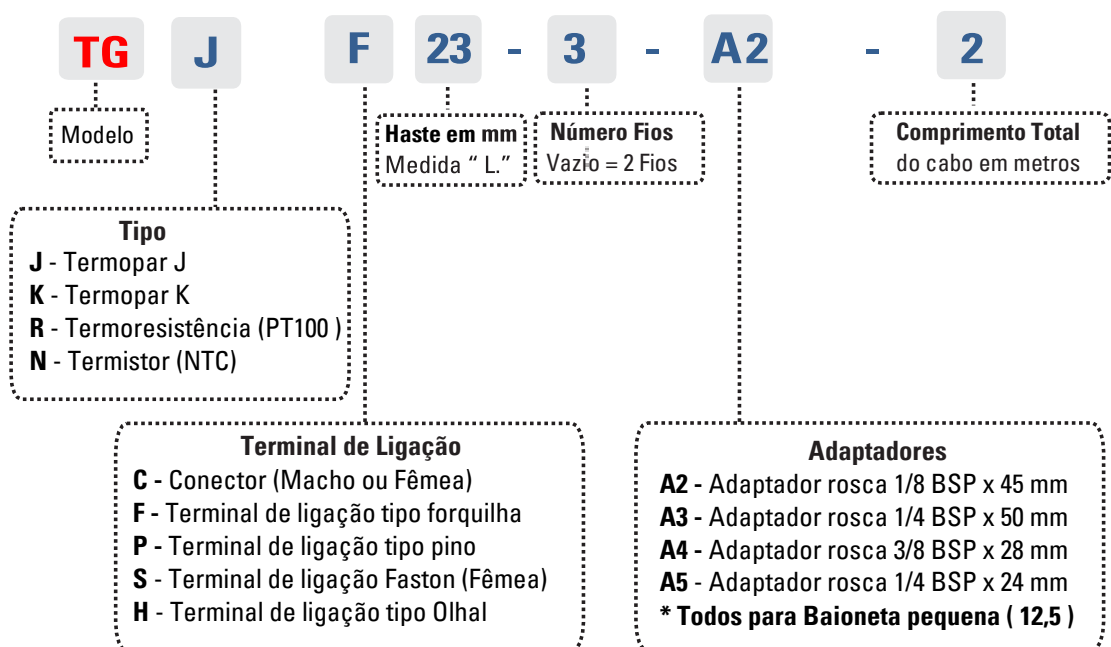 TG J F 23 - 3 - A2 - 2
Modelo
Haste em mm
Medida “ L.”
Número Fios
Vazio = 2 Fios
Comprimento Total
do cabo em metros
Tipo
J - Termopar J
K - Termopar K
R - Termoresistência (PT100 )
N - Termistor (NTC)
Terminal de Ligação
C - Conector (Macho ou Fêmea)
F - Terminal de ligação tipo forquilha
P - Terminal de ligação tipo pino
S - Terminal de ligação Faston (Fêmea)
H - Terminal de ligação tipo Olhal
Adaptadores
A2 - Adaptador rosca 1/8 BSP x 45 mm
A3 - Adaptador rosca 1/4 BSP x 50 mm
A4 - Adaptador rosca 3/8 BSP x 28 mm
A5 - Adaptador rosca 1/4 BSP x 24 mm
* Todos para Baioneta pequena ( 12,5 )